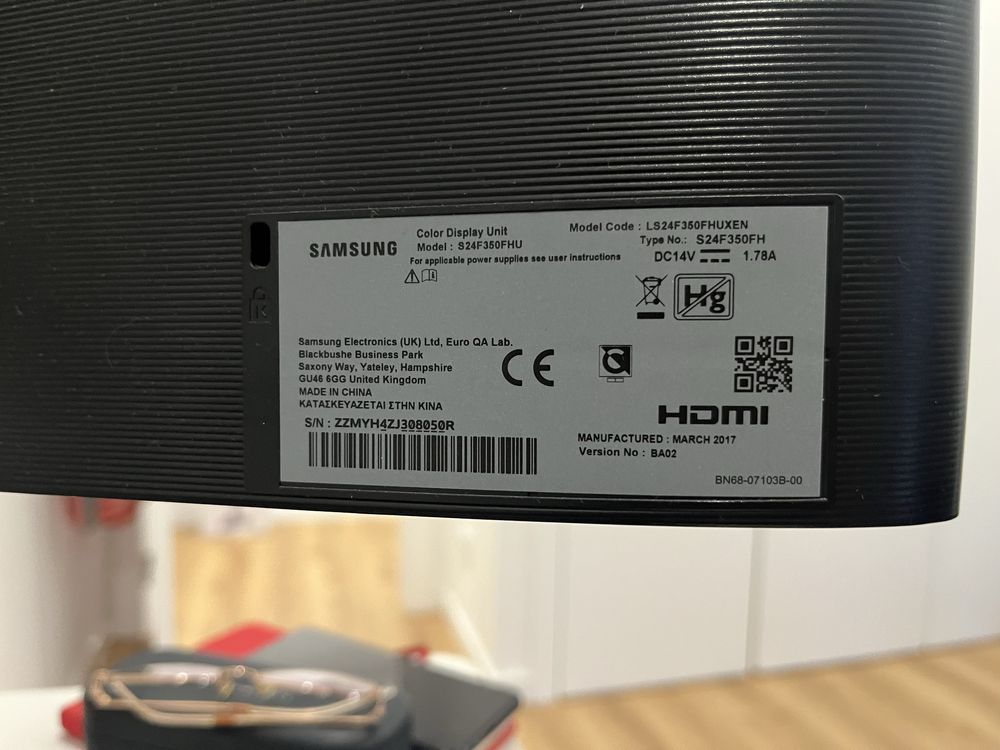 SAMSUNG
Color Display Unit
Model : S24F350FHU
For applicable power supplies see user instructions
Model Code : LS24F350FHUXEN
Type No.: S24F350FH
DC14V 1.78A
Hg
Samsung Electronics (UK) Ltd, Euro QA Lab.
Blackbushe Business Park
Saxony Way, Yateley, Hampshire
GU46 6GG United Kingdom
MADE IN CHINA
ΚΑΤΑΣΚΕΥΑΖΕΤΑΙ ΣΤΗΝ ΚΙΝΑ
S/N : ZZMYH4ZJ308050R
CE
HDMI
MANUFACTURED : MARCH 2017
Version No : BA02
BN68-07103B-00
K